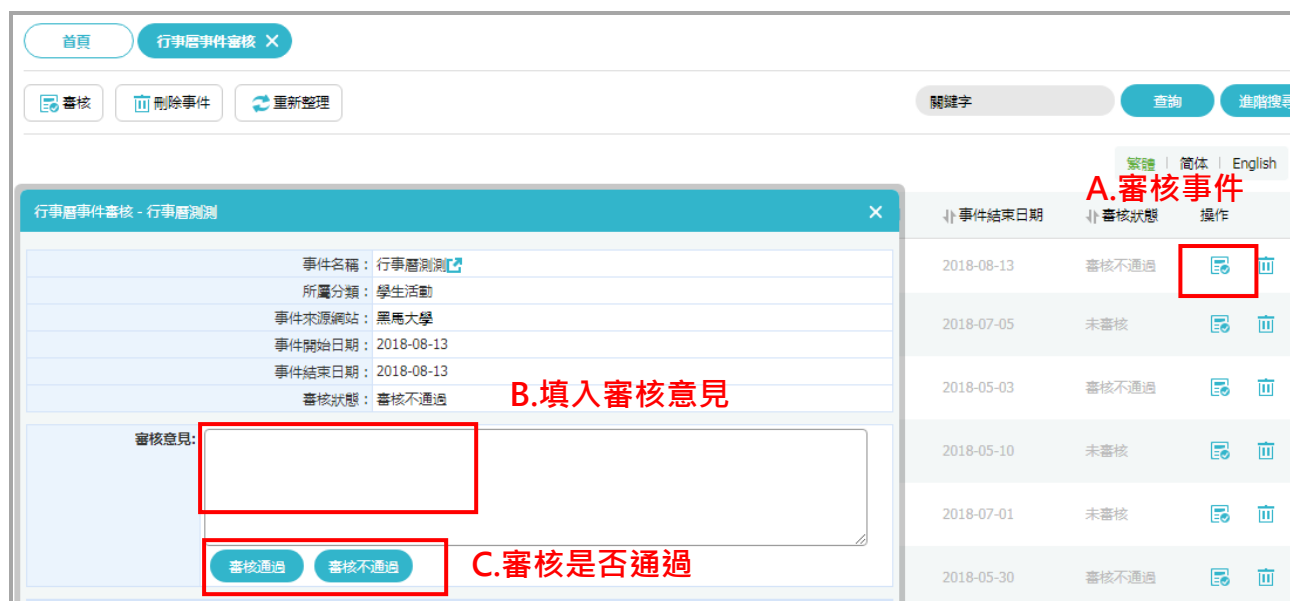 首頁
行事曆事件審核
審核
刪除事件
重新整理
關鍵字
查詢
進階搜尋
繁體 | 简体 | English
A.審核事件
行事曆事件審核 - 行事曆測測
事件結束日期
審核狀態
操作
事件名稱：行事曆測測
所屬分類：學生活動
事件來源網站：黑馬大學
事件開始日期：2018-08-13
事件結束日期：2018-08-13
審核狀態：審核不通過
B.填入審核意見
審核意見:
審核通過
審核不通過
C.審核是否通過
2018-08-13 審核不通過
2018-07-05 未審核
2018-05-03 審核不通過
2018-05-10 未審核
2018-07-01 未審核
2018-05-30 審核不通過